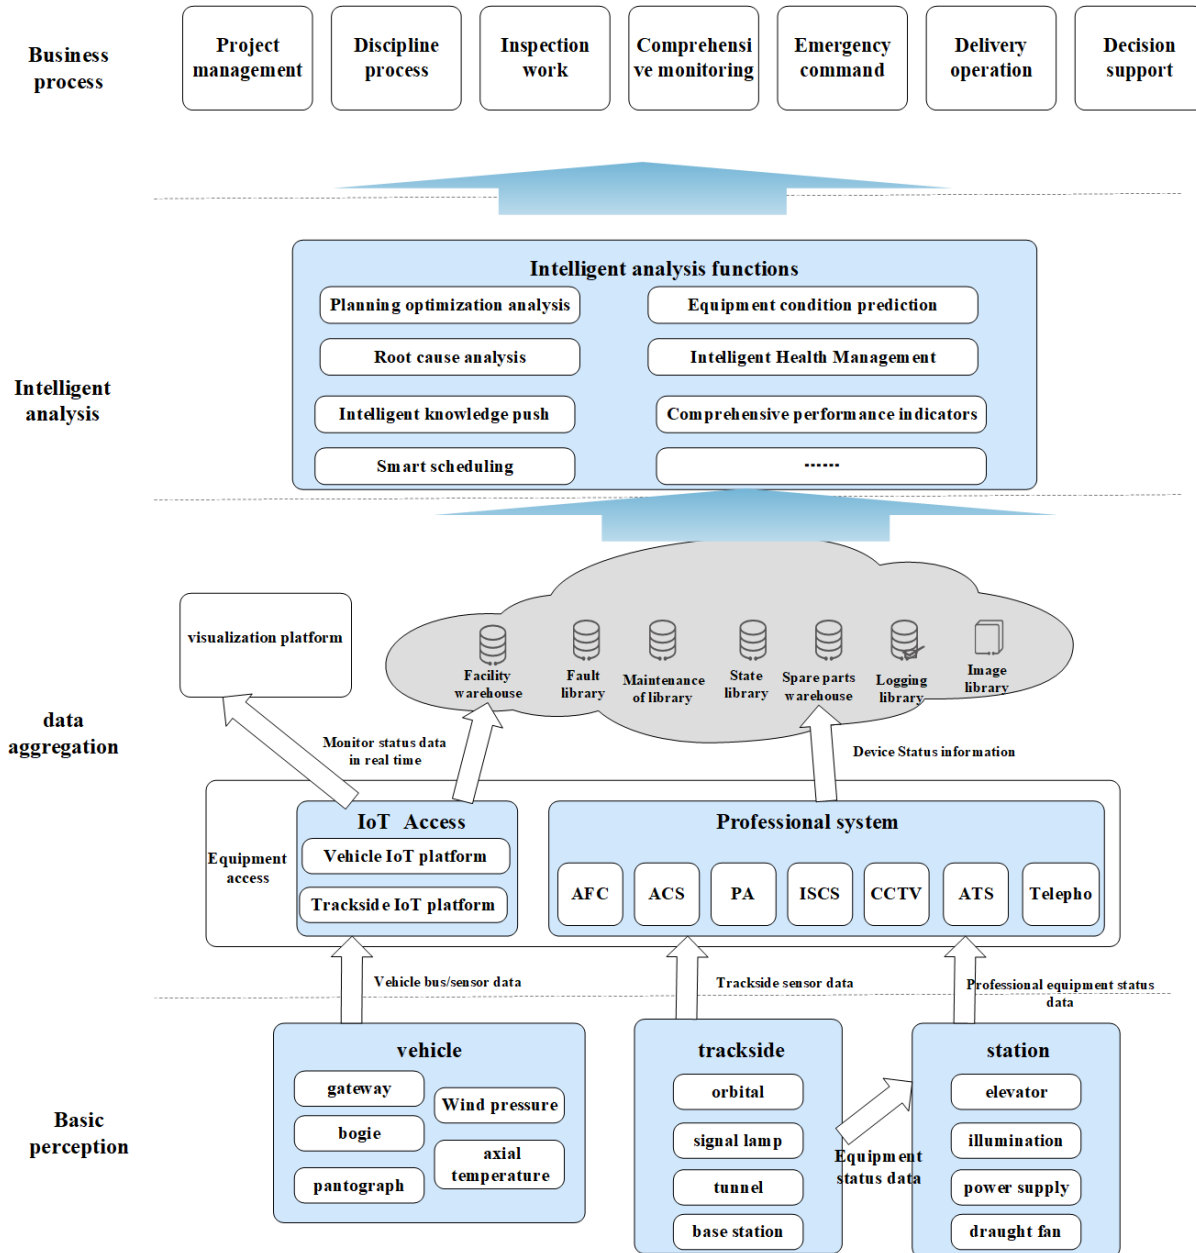 Business
process
Project
management
Discipline
process
Inspection
work
Comprehensi
ve monitoring
Emergency
command
Delivery
operation
Decision
support
Intelligent
analysis
Intelligent analysis functions
Planning optimization analysis
Equipment condition prediction
Root cause analysis
Intelligent Health Management
Intelligent knowledge push
Comprehensive performance indicators
Smart scheduling
······
data
aggregation
visualization platform
Facility
warehouse
Fault
library
Maintenance
of library
State
library
Spare parts
warehouse
Logging
library
Image
library
Monitor status data
in real time
Device Status information
Equipment
access
IoT Access
Vehicle IoT platform
Trackside IoT platform
Professional system
AFC
ACS
PA
ISCS
CCTV
ATS
Telepho
Vehicle bus/sensor data
Trackside sensor data
Professional equipment status
data
Basic
perception
vehicle
gateway
bogie
pantograph
Wind pressure
axial
temperature
trackside
orbital
signal lamp
tunnel
base station
Equipment
status data
station
elevator
illumination
power supply
draught fan